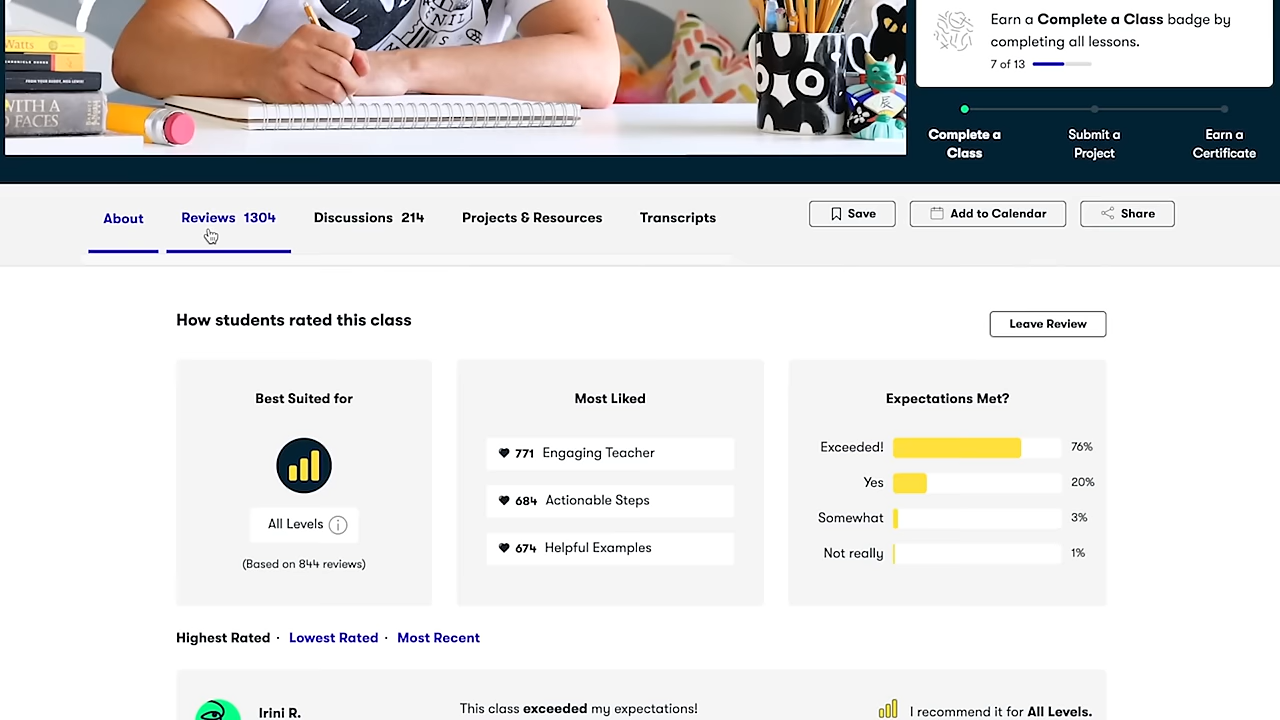 Watts
WITH A
FACES
Earn a Complete a Class badge by
completing all lessons.
7 of 13
Complete a
Class
Submit a
Project
Earn a
Certificate
About
Reviews 1304
Discussions 214
Projects & Resources
Transcripts
Save
Add to Calendar
Share
How students rated this class
Leave Review
Best Suited for
All Levels
(Based on 844 reviews)
Most Liked
771 Engaging Teacher
684 Actionable Steps
674 Helpful Examples
Expectations Met?
Exceeded! 76%
Yes 20%
Somewhat 3%
Not really 1%
Highest Rated · Lowest Rated · Most Recent
Irini R.
This class exceeded my expectations!
I recommend it for All Levels.